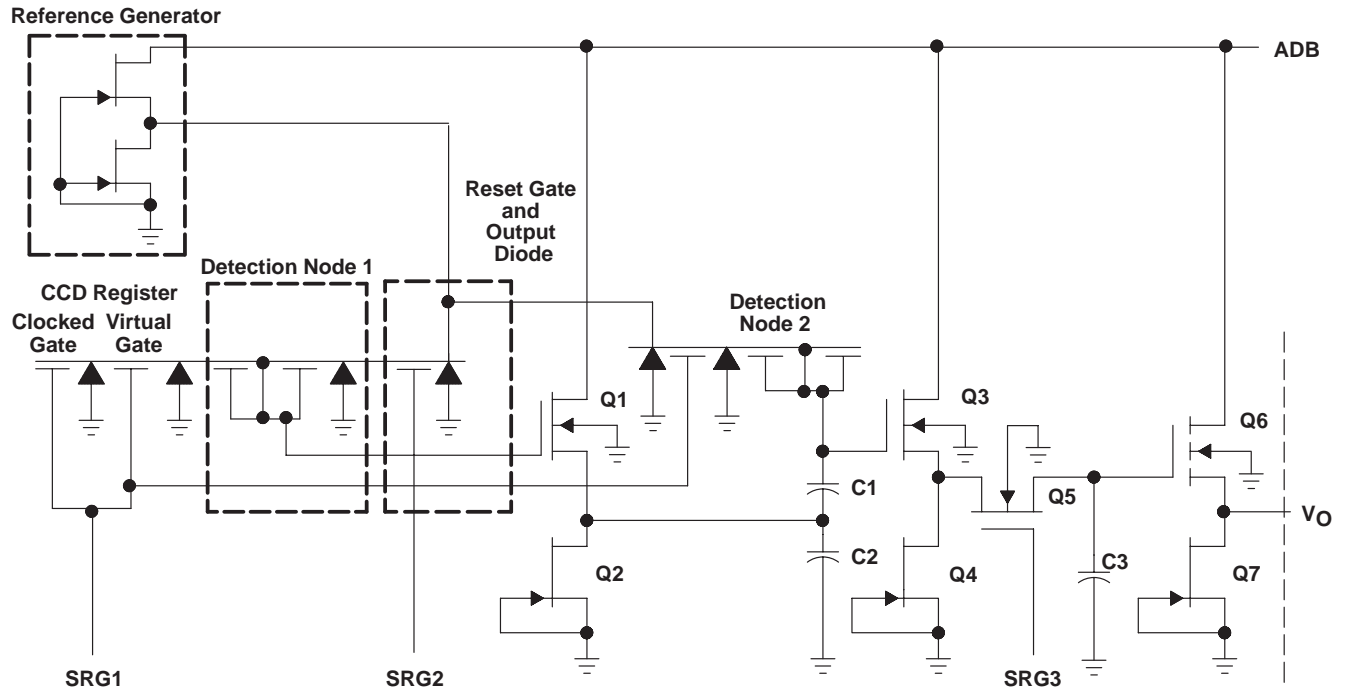 Reference Generator
ADB
Reset Gate
and
Output
Diode
Detection Node 1
CCD Register
Clocked Virtual
Gate Gate
Detection
Node 2
Q1
Q3
Q6
C1
Q5
VO
C2
Q2
Q4
C3
Q7
SRG1
SRG2
SRG3